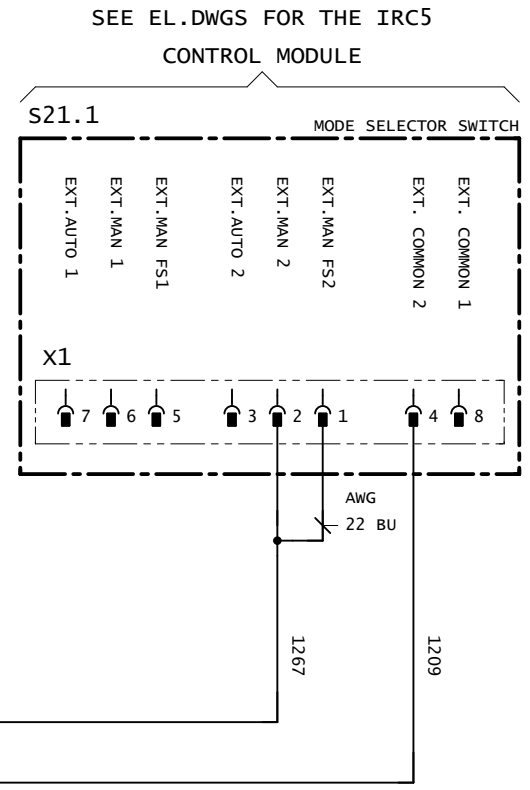 SEE EL.DWGS FOR THE IRC5
CONTROL MODULE
S21.1
MODE SELECTOR SWITCH
EXT.AUTO 1
EXT.MAN 1
EXT.MAN FS1
EXT.AUTO 2
EXT.MAN 2
EXT.MAN FS2
EXT. COMMON 2
EXT. COMMON 1
X1
7 6 5 3 2 1 4 8
AWG
22 BU
1267
1209